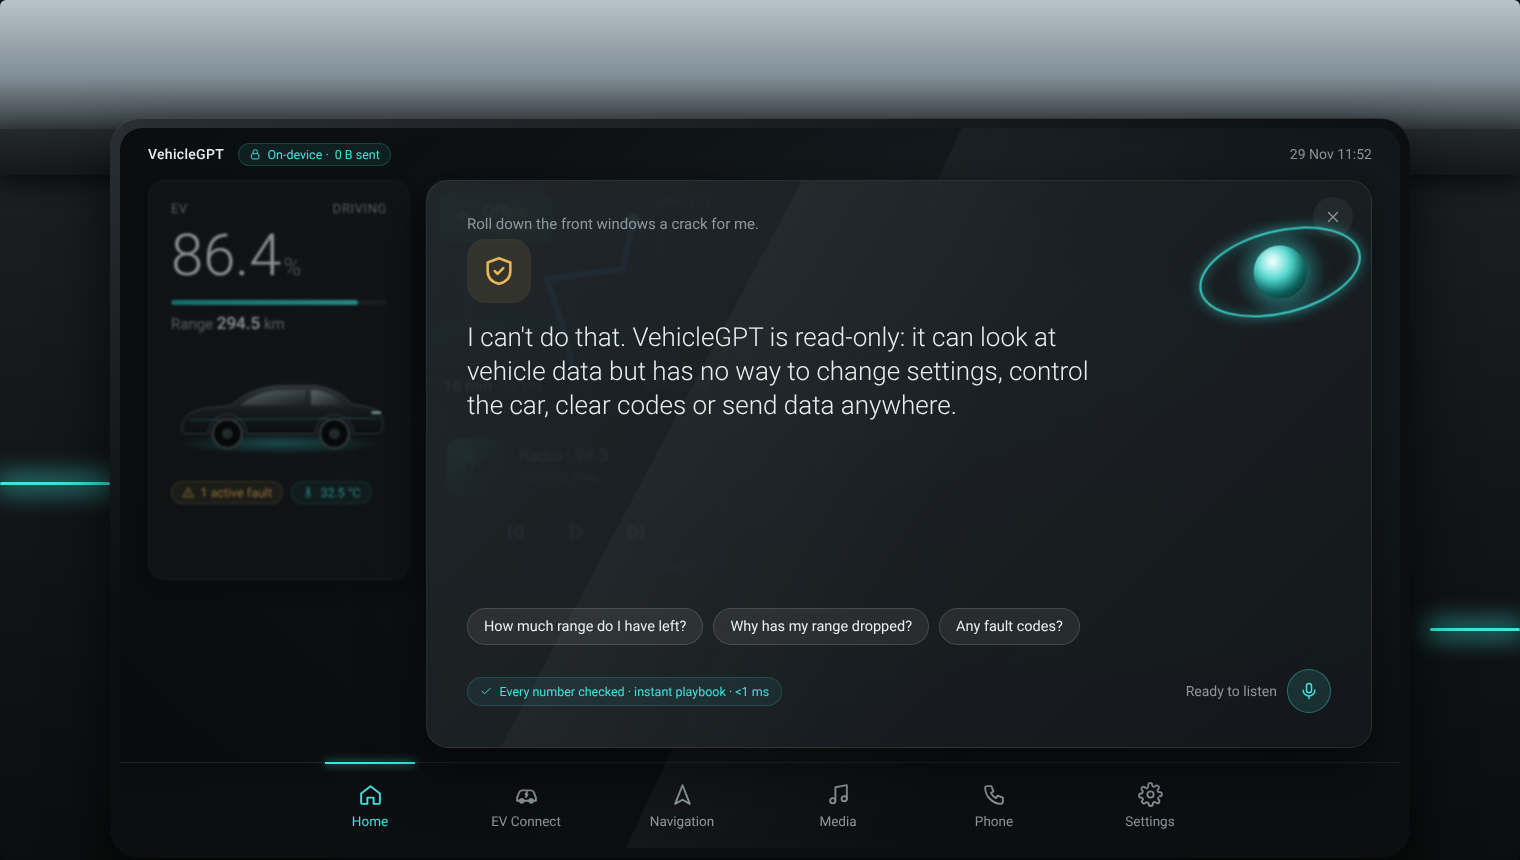 VehicleGPT
On-device · 0 B sent
29 Nov 11:52
EV
DRIVING
86.4%
Range 294.5 km
1 active fault
32.5 °C
Roll down the front windows a crack for me.
I can't do that. VehicleGPT is read-only: it can look at
vehicle data but has no way to change settings, control
the car, clear codes or send data anywhere.
Radio · 98.3
How much range do I have left?
Why has my range dropped?
Any fault codes?
Every number checked · instant playbook · <1 ms
Ready to listen
Home
EV Connect
Navigation
Media
Phone
Settings